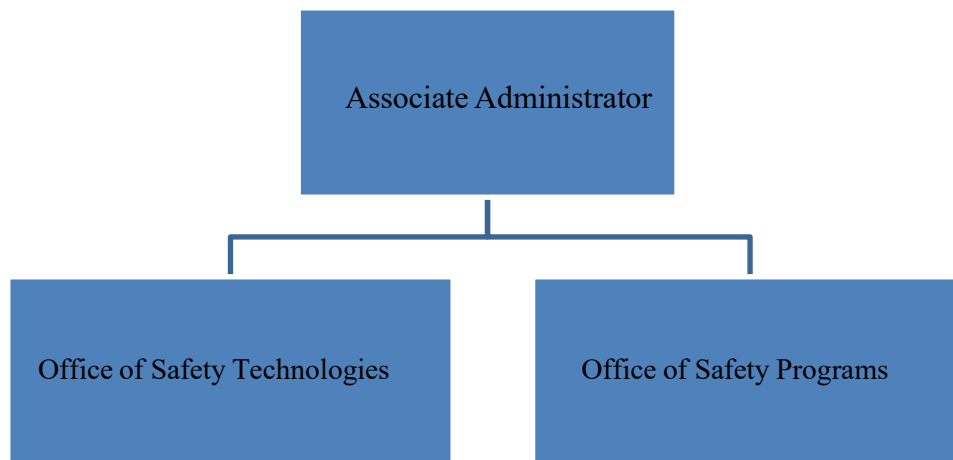 Associate Administrator
Office of Safety Technologies
Office of Safety Programs